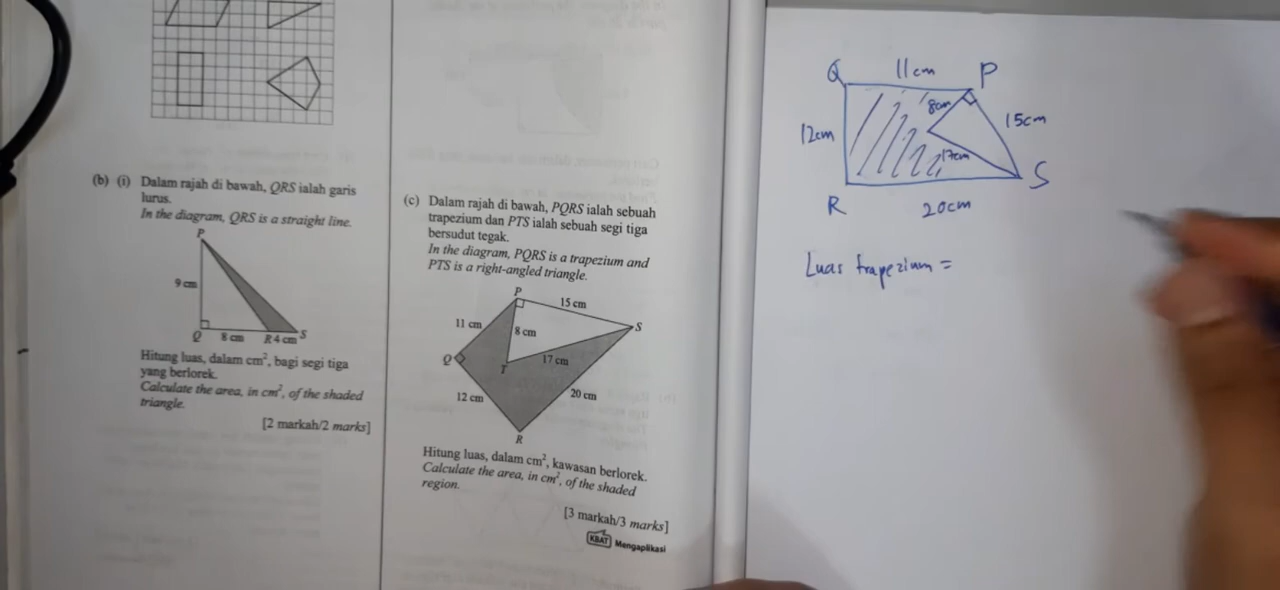 (b) (i) Dalam rajah di bawah, QRS ialah garis
lurus.
In the diagram, QRS is a straight line.
P
9 cm
Q
8 cm
R
4 cm
S
Hitung luas, dalam cm², bagi segi tiga
yang berlorek.
Calculate the area, in cm², of the shaded
triangle.
[2 markah/2 marks]
(c) Dalam rajah di bawah, PQRS ialah sebuah
trapezium dan PTS ialah sebuah segi tiga
bersudut tegak.
In the diagram, PQRS is a trapezium and
PTS is a right-angled triangle.
P
15 cm
S
11 cm
8 cm
Q
T
17 cm
12 cm
20 cm
R
Hitung luas, dalam cm², kawasan berlorek.
Calculate the area, in cm², of the shaded
region.
[3 markah/3 marks]
KBAT Mengaplikasi
Q 11cm P
8cm
12cm
15cm
17cm
S
R 20cm
Luas trapezium =